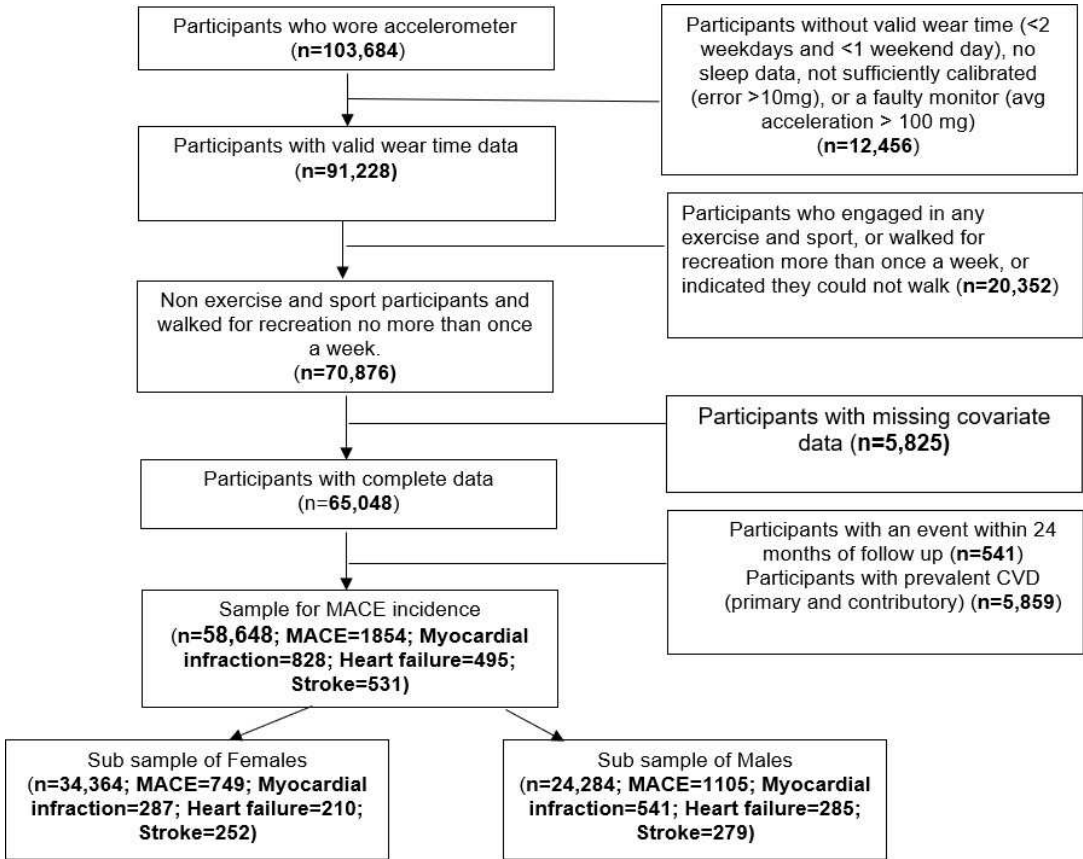 Participants who wore accelerometer
(n=103,684)
Participants without valid wear time (<2
weekdays and <1 weekend day), no
sleep data, not sufficiently calibrated
(error >10mg), or a faulty monitor (avg
acceleration > 100 mg)
(n=12,456)
Participants with valid wear time data
(n=91,228)
Participants who engaged in any
exercise and sport, or walked for
recreation more than once a week, or
indicated they could not walk (n=20,352)
Non exercise and sport participants and
walked for recreation no more than once
a week.
(n=70,876)
Participants with missing covariate
data (n=5,825)
Participants with complete data
(n=65,048)
Participants with an event within 24
months of follow up (n=541)
Participants with prevalent CVD
(primary and contributory) (n=5,859)
Sample for MACE incidence
(n=58,648; MACE=1854; Myocardial
infraction=828; Heart failure=495;
Stroke=531)
Sub sample of Females
(n=34,364; MACE=749; Myocardial
infraction=287; Heart failure=210;
Stroke=252)
Sub sample of Males
(n=24,284; MACE=1105; Myocardial
infraction=541; Heart failure=285;
Stroke=279)